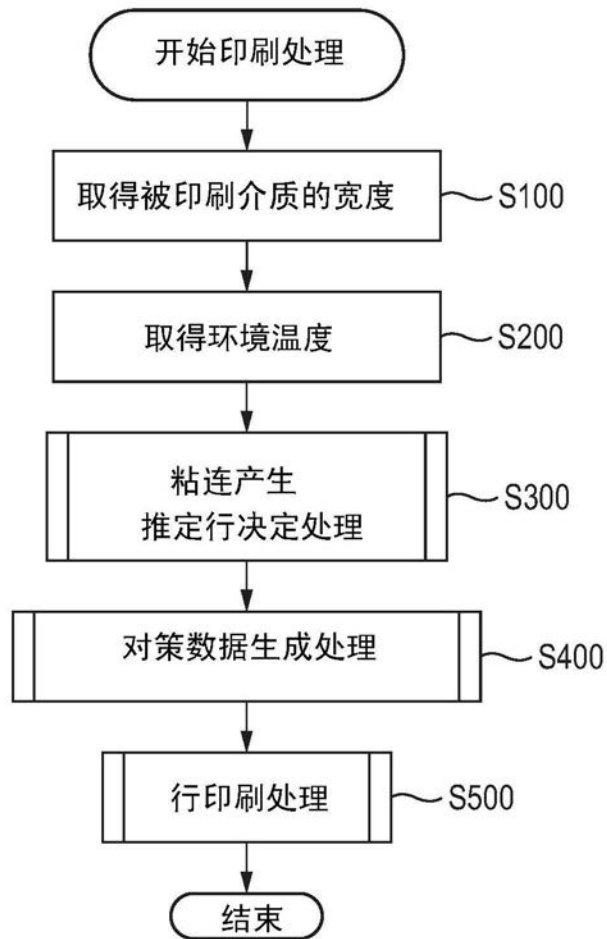 开始印刷处理
取得被印刷介质的宽度
S100
取得环境温度
S200
粘连产生
推定行决定处理
S300
对策数据生成处理
S400
行印刷处理
S500
结束